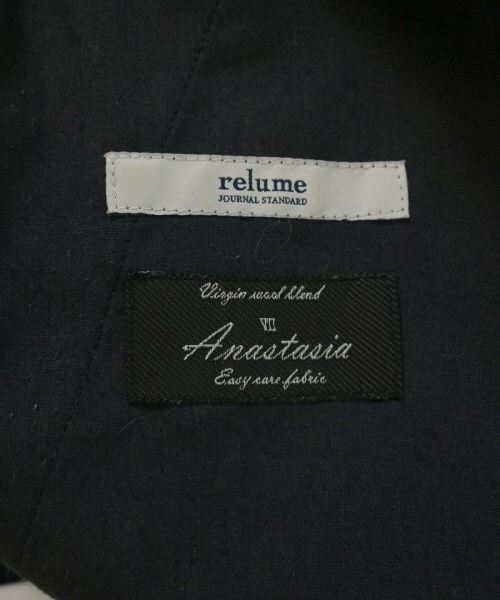 relume
JOURNAL STANDARD
Virgin wool blend
VII
Anastasia
Easy care fabric